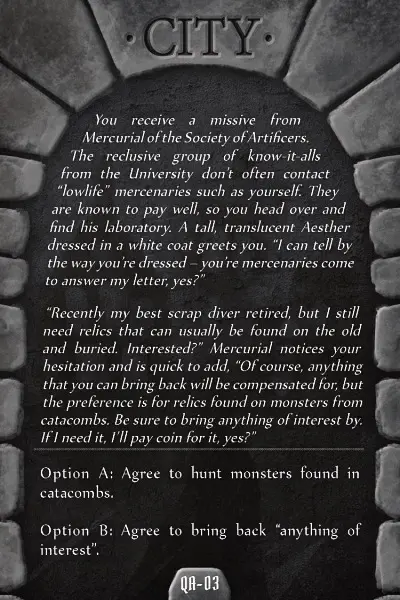 · CITY ·
You receive a missive from
Mercurial of the Society of Artificers.
The reclusive group of know-it-alls
from the University don't often contact
"lowlife" mercenaries such as yourself. They
are known to pay well, so you head over and
find his laboratory. A tall, translucent Aesther
dressed in a white coat greets you. "I can tell by
the way you're dressed – you're mercenaries come
to answer my letter, yes?"
"Recently my best scrap diver retired, but I still
need relics that can usually be found on the old
and buried. Interested?" Mercurial notices your
hesitation and is quick to add, "Of course, anything
that you can bring back will be compensated for, but
the preference is for relics found on monsters from
catacombs. Be sure to bring anything of interest by.
If I need it, I'll pay coin for it, yes?"
Option A: Agree to hunt monsters found in
catacombs.
Option B: Agree to bring back "anything of
interest".
QA-03